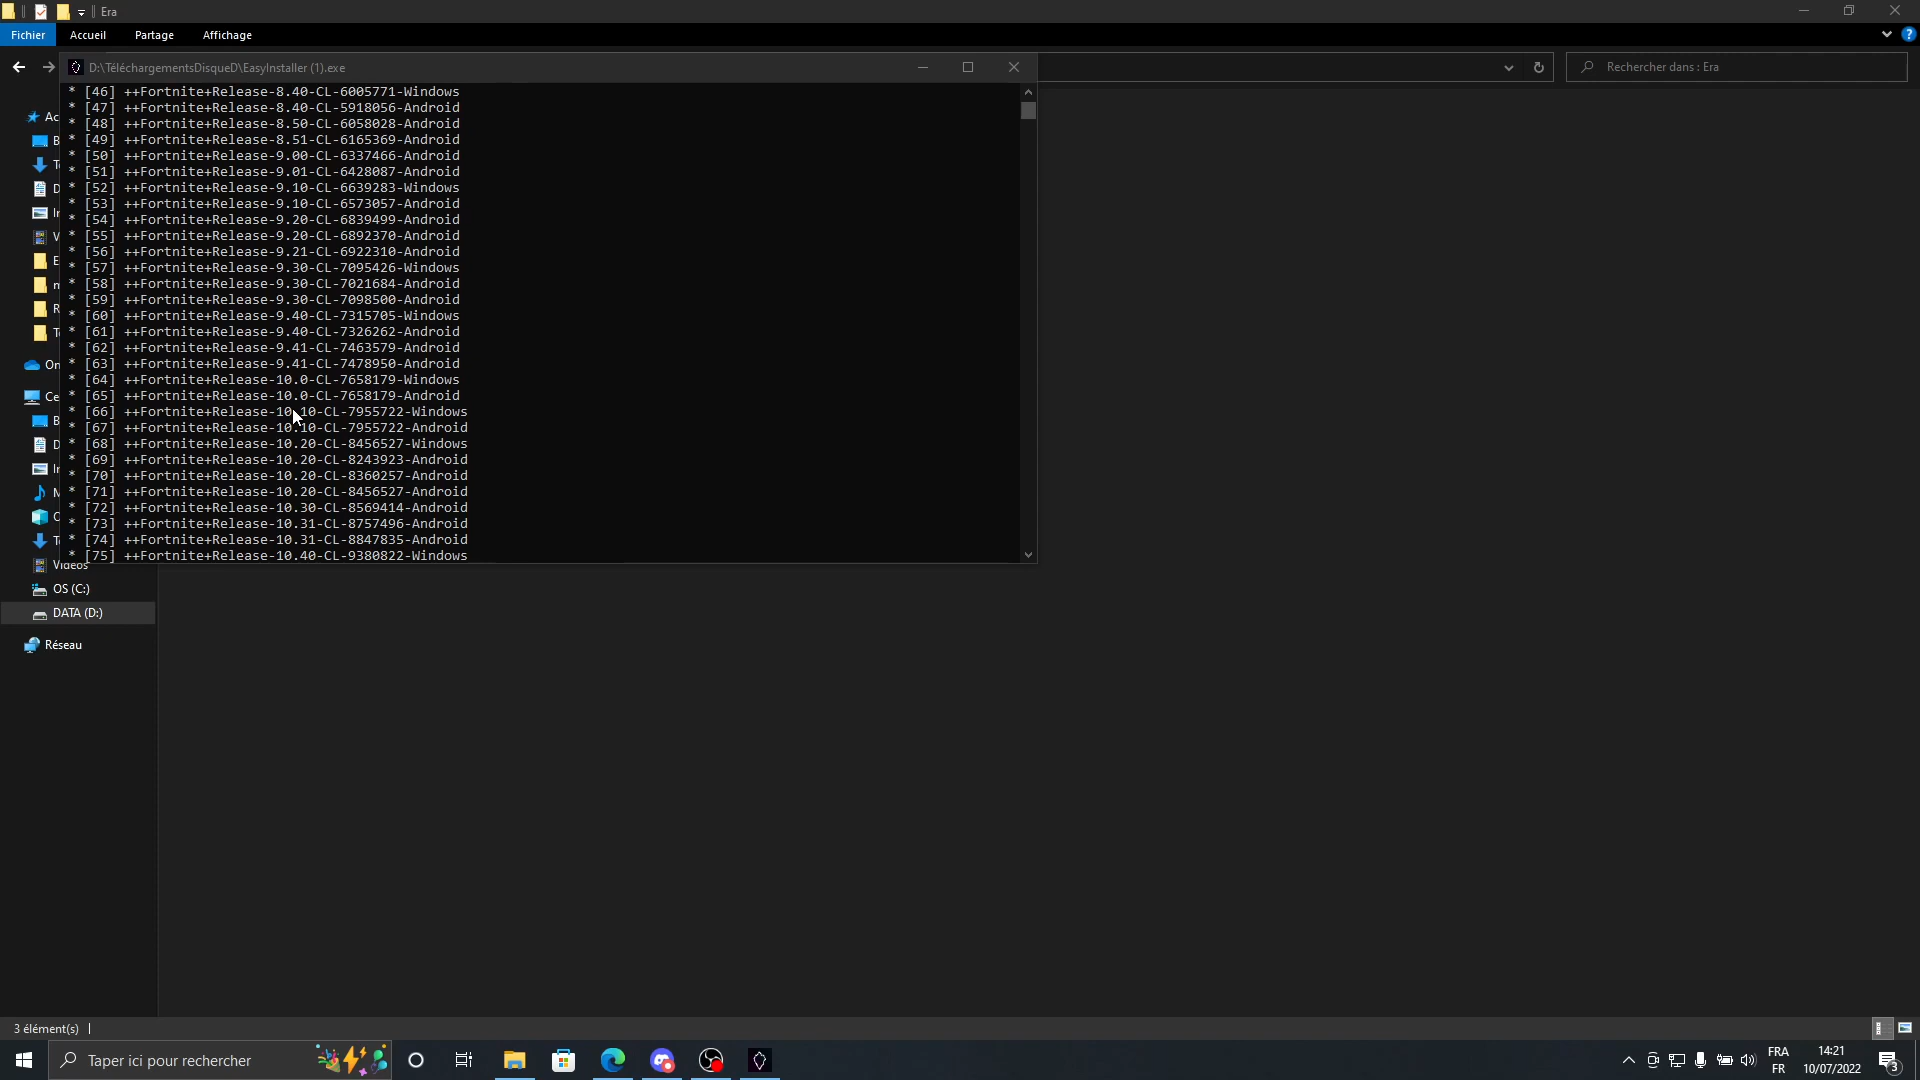 Era
Fichier
Accueil
Partage
Affichage
D:\TéléchargementsDisqueD\EasyInstaller (1).exe
Rechercher dans : Era
* [46] ++Fortnite+Release-8.40-CL-6005771-Windows
* [47] ++Fortnite+Release-8.40-CL-5918056-Android
* [48] ++Fortnite+Release-8.50-CL-6058028-Android
* [49] ++Fortnite+Release-8.51-CL-6165369-Android
* [50] ++Fortnite+Release-9.00-CL-6337466-Android
* [51] ++Fortnite+Release-9.01-CL-6428087-Android
* [52] ++Fortnite+Release-9.10-CL-6639283-Windows
* [53] ++Fortnite+Release-9.10-CL-6573057-Android
* [54] ++Fortnite+Release-9.20-CL-6839499-Android
* [55] ++Fortnite+Release-9.20-CL-6892370-Android
* [56] ++Fortnite+Release-9.21-CL-6922310-Android
* [57] ++Fortnite+Release-9.30-CL-7095426-Windows
* [58] ++Fortnite+Release-9.30-CL-7021684-Android
* [59] ++Fortnite+Release-9.30-CL-7098500-Android
* [60] ++Fortnite+Release-9.40-CL-7315705-Windows
* [61] ++Fortnite+Release-9.40-CL-7326262-Android
* [62] ++Fortnite+Release-9.41-CL-7463579-Android
* [63] ++Fortnite+Release-9.41-CL-7478950-Android
* [64] ++Fortnite+Release-10.0-CL-7658179-Windows
* [65] ++Fortnite+Release-10.0-CL-7658179-Android
* [66] ++Fortnite+Release-10.10-CL-7955722-Windows
* [67] ++Fortnite+Release-10.10-CL-7955722-Android
* [68] ++Fortnite+Release-10.20-CL-8456527-Windows
* [69] ++Fortnite+Release-10.20-CL-8243923-Android
* [70] ++Fortnite+Release-10.20-CL-8360257-Android
* [71] ++Fortnite+Release-10.20-CL-8456527-Android
* [72] ++Fortnite+Release-10.30-CL-8569414-Android
* [73] ++Fortnite+Release-10.31-CL-8757496-Android
* [74] ++Fortnite+Release-10.31-CL-8847835-Android
* [75] ++Fortnite+Release-10.40-CL-9380822-Windows
Vidéos
OS (C:)
DATA (D:)
Réseau
3 élément(s)
Taper ici pour rechercher
FRA
FR
14:21
10/07/2022
3